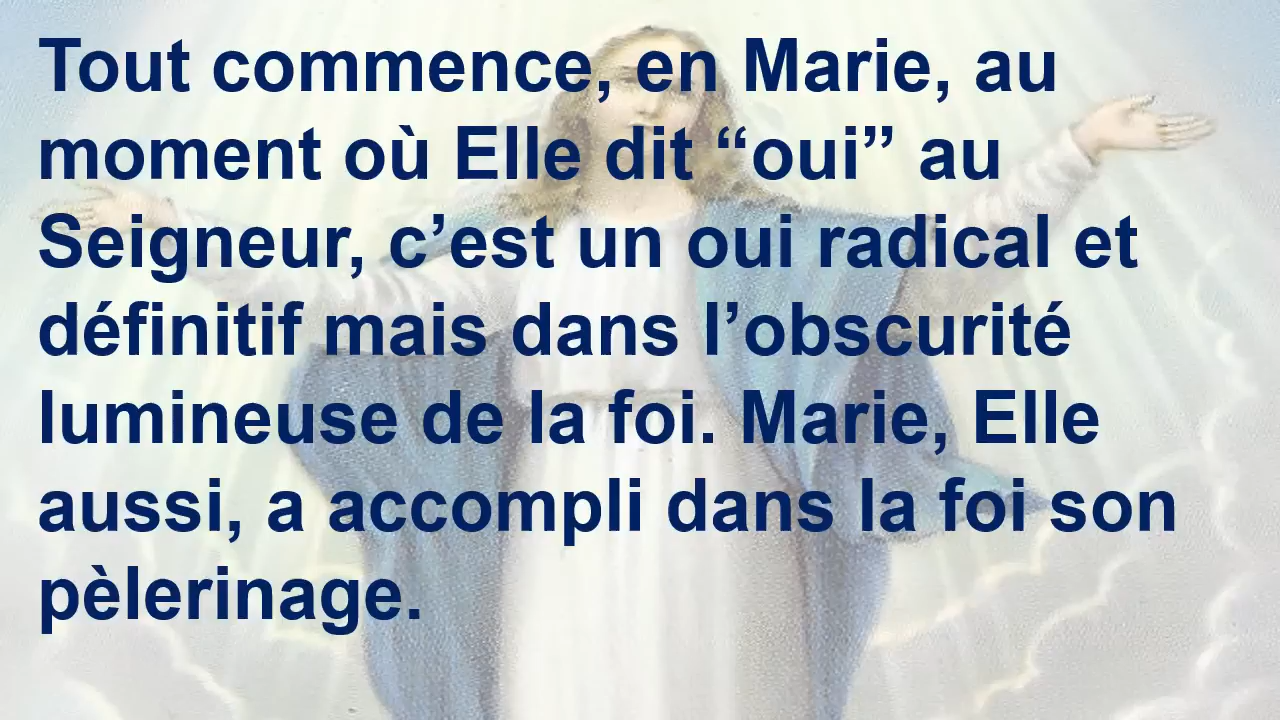 Tout commence, en Marie, au
moment où Elle dit “oui” au
Seigneur, c’est un oui radical et
définitif mais dans l’obscurité
lumineuse de la foi. Marie, Elle
aussi, a accompli dans la foi son
pèlerinage.